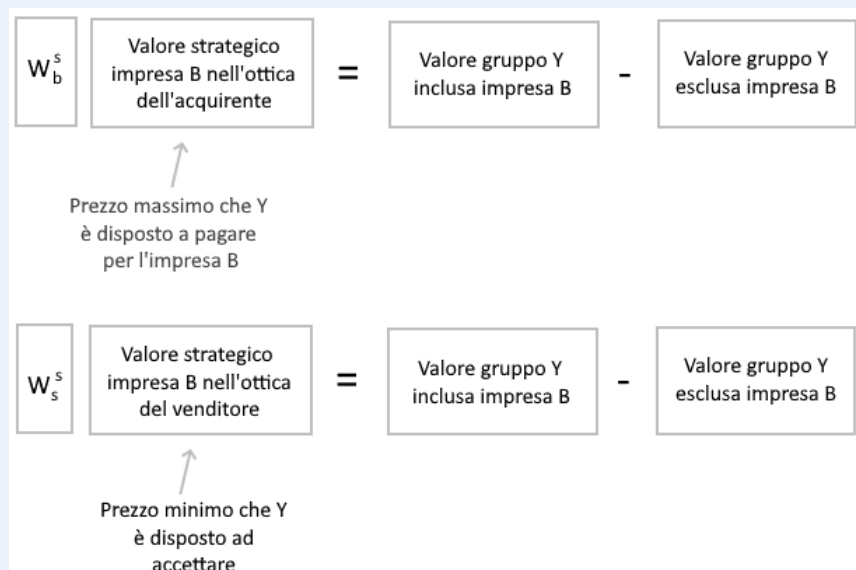 W_b^s
Valore strategico
impresa B nell'ottica
dell'acquirente
=
Valore gruppo Y
inclusa impresa B
-
Valore gruppo Y
esclusa impresa B
Prezzo massimo che Y
è disposto a pagare
per l'impresa B
W_s^s
Valore strategico
impresa B nell'ottica
del venditore
=
Valore gruppo Y
inclusa impresa B
-
Valore gruppo Y
esclusa impresa B
Prezzo minimo che Y
è disposto ad
accettare